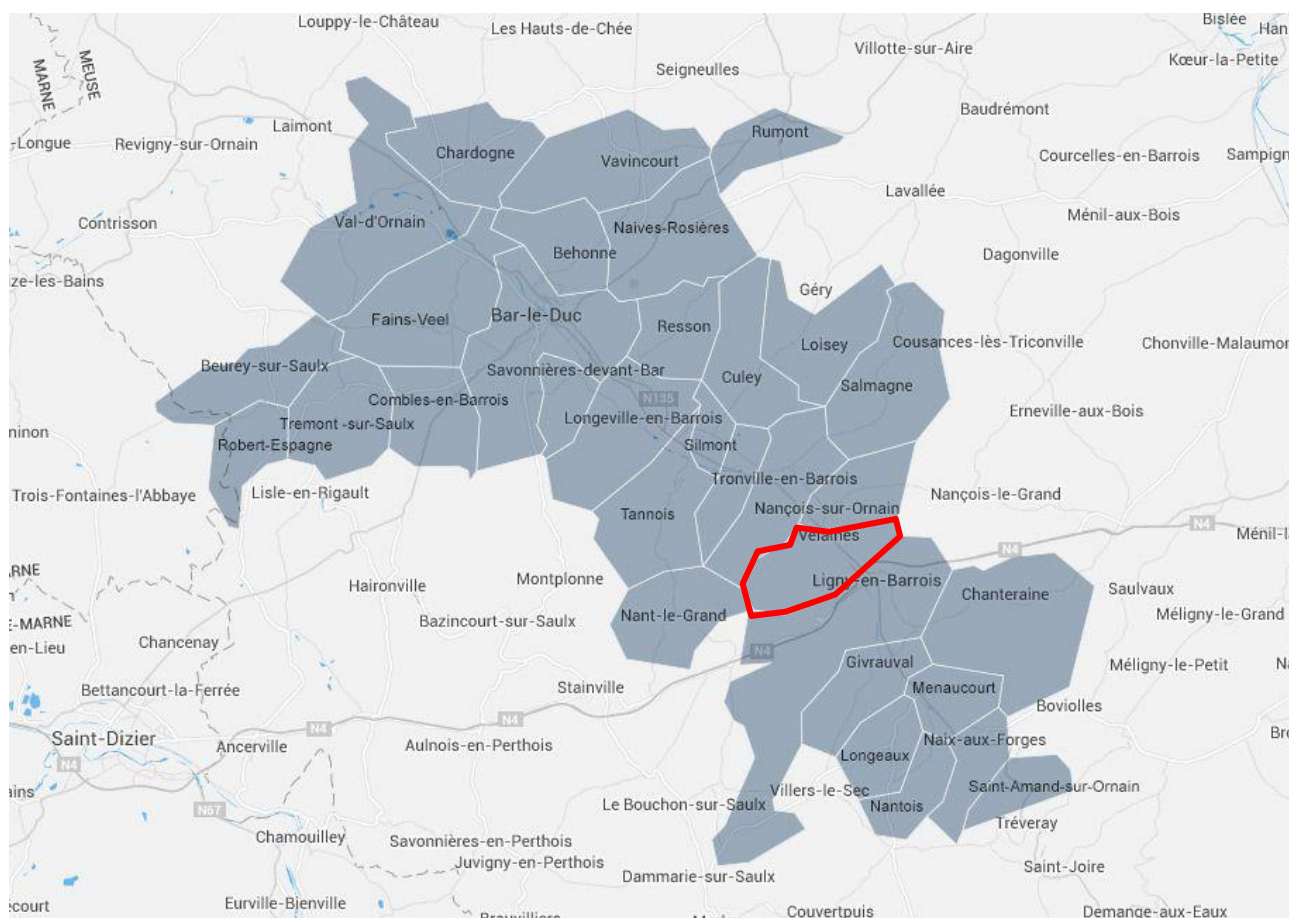 Louppy-le-Château
Les Hauts-de-Chée
Bislée
Han
Villotte-sur-Aire
Kœur-la-Petite
MEUSE
MARNE
Seigneulles
Baudrémont
Laimont
Rumont
-Longue
Revigny-sur-Ornain
Chardogne
Vavincourt
Courcelles-en-Barrois
Sampign
Lavallée
Ménil-aux-Bois
Contrisson
Val-d'Ornain
Naives-Rosières
Behonne
Dagonville
ze-les-Bains
Géry
Fains-Veel
Bar-le-Duc
Resson
Loisey
Cousances-lès-Triconville
Chonville-Malaumon
Beurey-sur-Saulx
Savonnières-devant-Bar
Culey
Salmagne
N135
Combles-en-Barrois
Longeville-en-Barrois
Erneville-aux-Bois
Tremont -sur-Saulx
ninon
Robert-Espagne
Silmont
Tronville-en-Barrois
Trois-Fontaines-l'Abbaye
Lisle-en-Rigault
Nançois-le-Grand
Tannois
Nançois-sur-Ornain
N4
Velaines
Ménil-l
N4
ARNE
Haironville
Montplonne
Ligny-en-Barrois
Chanteraine
Saulvaux
E-MARNE
Nant-le-Grand
Méligny-le-Grand
Bazincourt-sur-Saulx
en-Lieu
Chancenay
N4
Givrauval
Méligny-le-Petit
Na
Bettancourt-la-Ferrée
Stainville
Menaucourt
Boviolles
N4
N4
Saint-Dizier
Ancerville
Aulnois-en-Perthois
Longeaux
Naix-aux-Forges
Bre
N4
ains
Villers-le-Sec
Saint-Amand-sur-Ornain
N67
Le Bouchon-sur-Saulx
Nantois
Tréveray
Chamouilley
Savonnières-en-Perthois
Juvigny-en-Perthois
Saint-Joire
Dammarie-sur-Saulx
ecourt
Eurville-Bienville
Couvertpuis
Demange-aux-Eaux